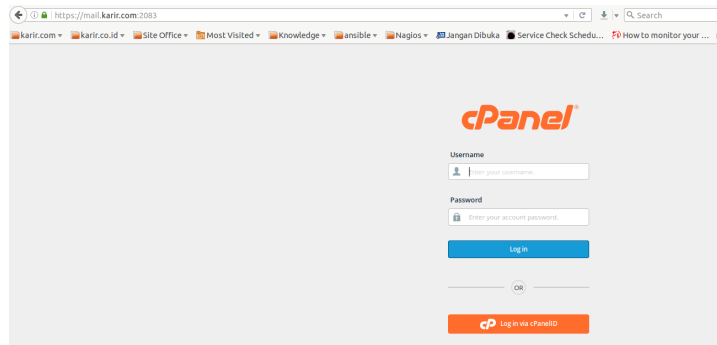 https://mail.karir.com:2083
Search
karir.com karir.co.id Site Office Most Visited Knowledge ansible Nagios Jangan Dibuka Service Check Schedu... How to monitor your ...
cPanel®
Username
Enter your username.
Password
Enter your account password.
Log in
OR
cP Log in via cPanelID